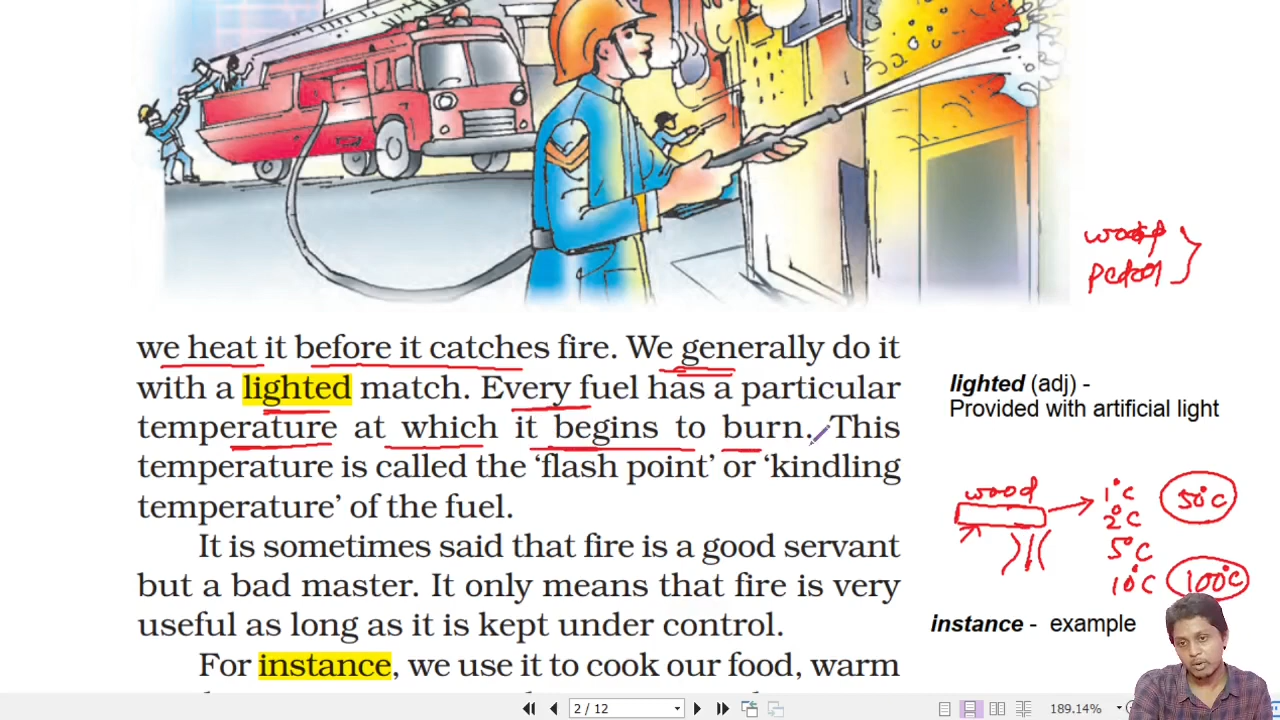 we heat it before it catches fire. We generally do it
with a lighted match. Every fuel has a particular
temperature at which it begins to burn. This
temperature is called the ‘flash point’ or ‘kindling
temperature’ of the fuel.
It is sometimes said that fire is a good servant
but a bad master. It only means that fire is very
useful as long as it is kept under control.
For instance, we use it to cook our food, warm
lighted (adj) -
Provided with artificial light
wood
1°C
2°C
5°C
10°C
50°C
100°C
instance - example
2 / 12
189.14%